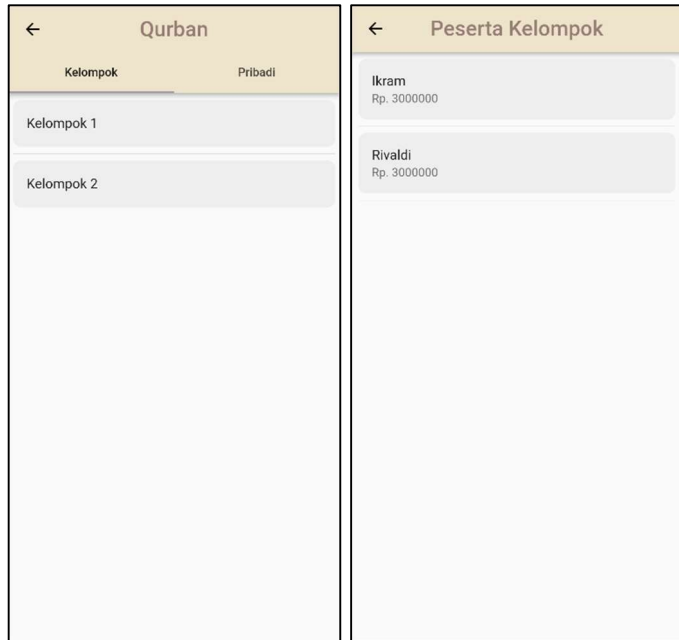 Qurban
Kelompok
Pribadi
Kelompok 1
Kelompok 2
Peserta Kelompok
Ikram
Rp. 3000000
Rivaldi
Rp. 3000000